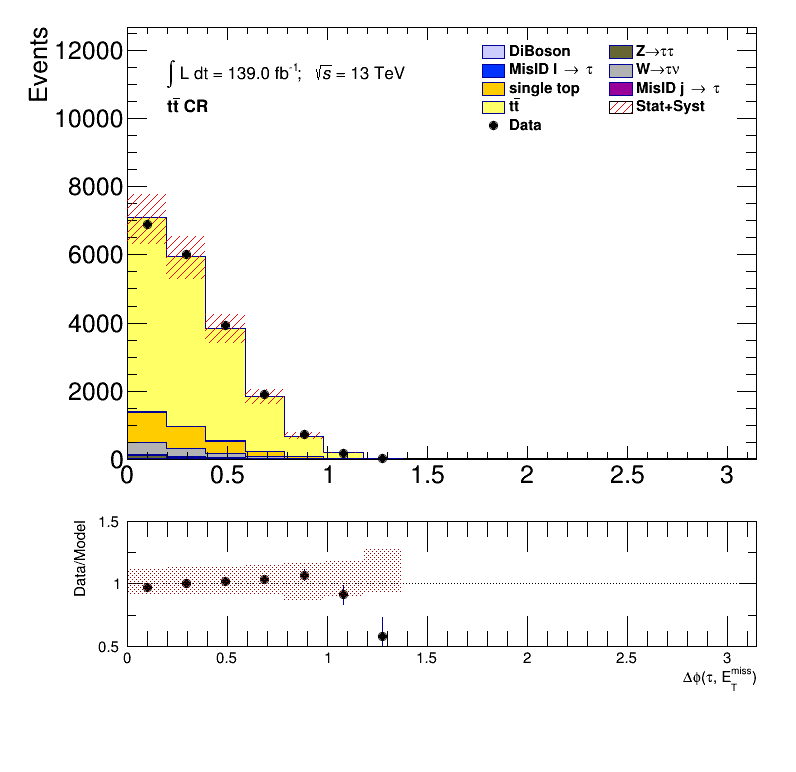 Events
12000
10000
8000
6000
4000
2000
0
∫ L dt = 139.0 fb⁻¹; √s = 13 TeV
tt̄ CR
DiBoson
MisID l → τ
single top
tt̄
Data
Z→ττ
W→τν
MisID j → τ
Stat+Syst
0 0.5 1 1.5 2 2.5 3
Data/Model
1.5
1
0.5
0 0.5 1 1.5 2 2.5 3
Δϕ(τ, E_T^miss)